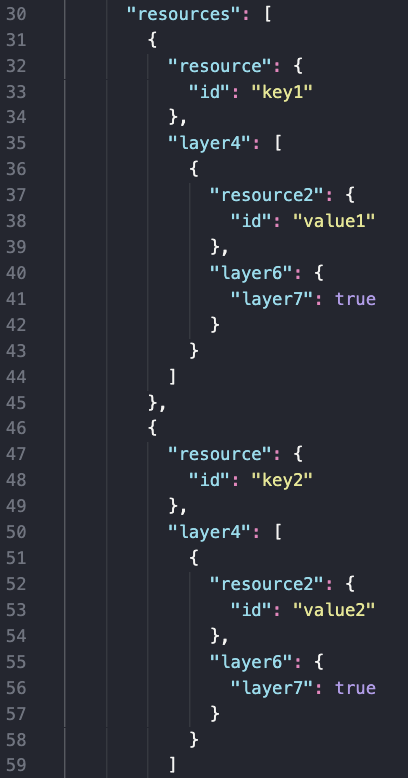 30 "resources": [
31 {
32 "resource": {
33 "id": "key1"
34 },
35 "layer4": [
36 {
37 "resource2": {
38 "id": "value1"
39 },
40 "layer6": {
41 "layer7": true
42 }
43 }
44 ]
45 },
46 {
47 "resource": {
48 "id": "key2"
49 },
50 "layer4": [
51 {
52 "resource2": {
53 "id": "value2"
54 },
55 "layer6": {
56 "layer7": true
57 }
58 }
59 ]